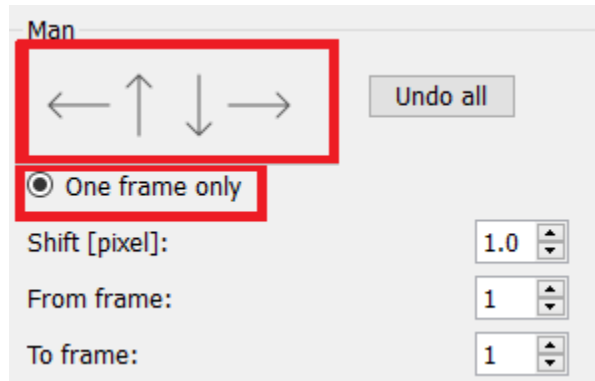 Man
Undo all
One frame only
Shift [pixel]: 1.0
From frame: 1
To frame: 1